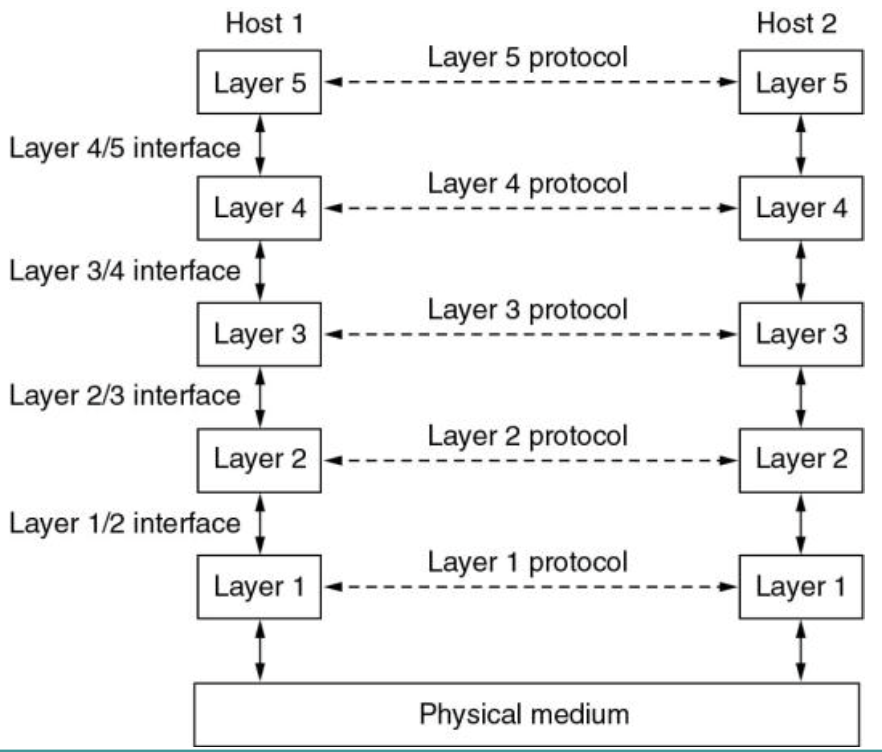 Host 1
Host 2
Layer 5
Layer 5 protocol
Layer 5
Layer 4/5 interface
Layer 4
Layer 4 protocol
Layer 4
Layer 3/4 interface
Layer 3
Layer 3 protocol
Layer 3
Layer 2/3 interface
Layer 2
Layer 2 protocol
Layer 2
Layer 1/2 interface
Layer 1
Layer 1 protocol
Layer 1
Physical medium